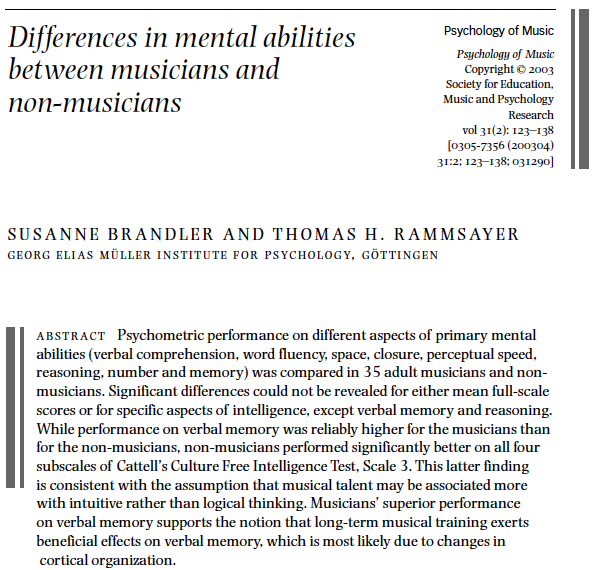 Differences in mental abilities
between musicians and
non-musicians
Psychology of Music
Psychology of Music
Copyright © 2003
Society for Education,
Music and Psychology
Research
vol 31(2): 123–138
[0305-7356 (200304)
31:2; 123–138; 031290]
SUSANNE BRANDLER AND THOMAS H. RAMMSAYER
GEORG ELIAS MÜLLER INSTITUTE FOR PSYCHOLOGY, GÖTTINGEN
ABSTRACT Psychometric performance on different aspects of primary mental
abilities (verbal comprehension, word fluency, space, closure, perceptual speed,
reasoning, number and memory) was compared in 35 adult musicians and non-
musicians. Significant differences could not be revealed for either mean full-scale
scores or for specific aspects of intelligence, except verbal memory and reasoning.
While performance on verbal memory was reliably higher for the musicians than
for the non-musicians, non-musicians performed significantly better on all four
subscales of Cattell's Culture Free Intelligence Test, Scale 3. This latter finding
is consistent with the assumption that musical talent may be associated more
with intuitive rather than logical thinking. Musicians' superior performance
on verbal memory supports the notion that long-term musical training exerts
beneficial effects on verbal memory, which is most likely due to changes in
cortical organization.